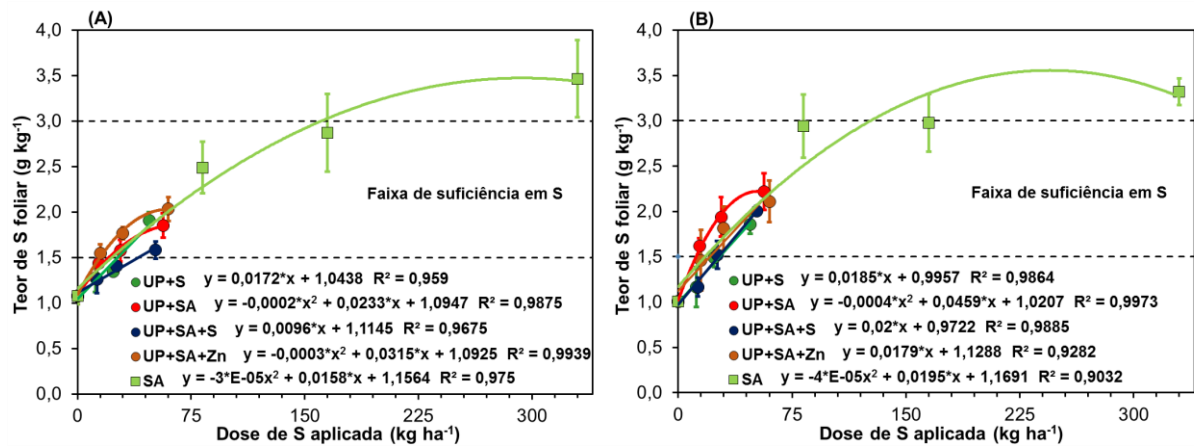 (A)
Teor de S foliar (g kg⁻¹)
4,0
3,5
3,0
2,5
2,0
1,5
1,0
0,5
0,0
Faixa de suficiência em S
UP+S y = 0,0172*x + 1,0438 R² = 0,959
UP+SA y = -0,0002*x² + 0,0233*x + 1,0947 R² = 0,9875
UP+SA+S y = 0,0096*x + 1,1145 R² = 0,9675
UP+SA+Zn y = -0,0003*x² + 0,0315*x + 1,0925 R² = 0,9939
SA y = -3*E-05x² + 0,0158*x + 1,1564 R² = 0,975
0 75 150 225 300
Dose de S aplicada (kg ha⁻¹)
(B)
Teor de S foliar (g kg⁻¹)
4,0
3,5
3,0
2,5
2,0
1,5
1,0
0,5
0,0
Faixa de suficiência em S
UP+S y = 0,0185*x + 0,9957 R² = 0,9864
UP+SA y = -0,0004*x² + 0,0459*x + 1,0207 R² = 0,9973
UP+SA+S y = 0,02*x + 0,9722 R² = 0,9885
UP+SA+Zn y = 0,0179*x + 1,1288 R² = 0,9282
SA y = -4*E-05x² + 0,0195*x + 1,1691 R² = 0,9032
0 75 150 225 300
Dose de S aplicada (kg ha⁻¹)